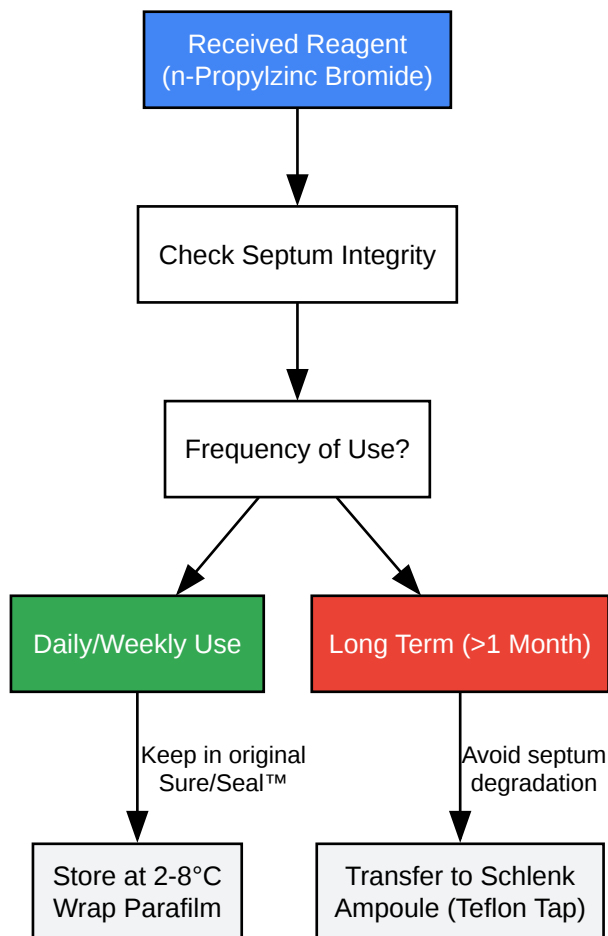 Received Reagent
(n-Propylzinc Bromide)
Check Septum Integrity
Frequency of Use?
Daily/Weekly Use
Long Term (>1 Month)
Keep in original
Sure/Seal™
Avoid septum
degradation
Store at 2-8°C
Wrap Parafilm
Transfer to Schlenk
Ampoule (Teflon Tap)